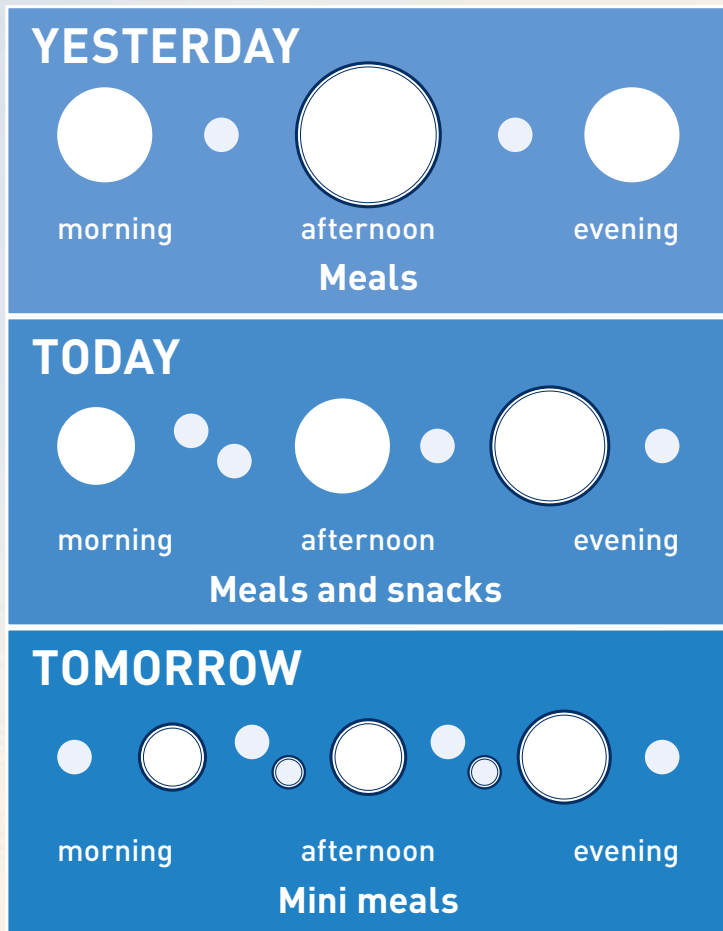 YESTERDAY
morning afternoon evening
Meals
TODAY
morning afternoon evening
Meals and snacks
TOMORROW
morning afternoon evening
Mini meals